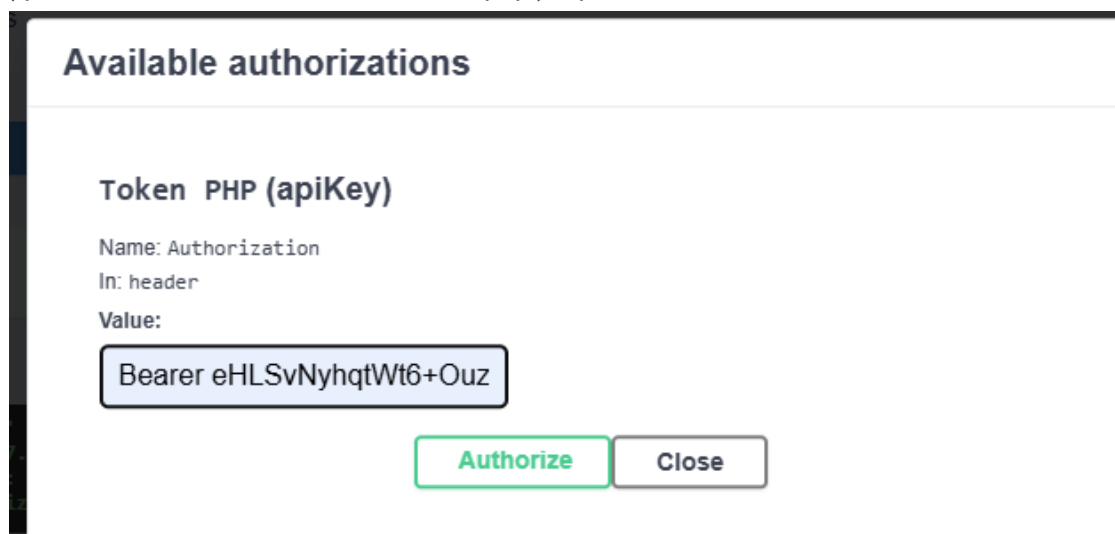 Available authorizations
Token PHP (apiKey)
Name: Authorization
In: header
Value:
Bearer eHLSvNyhqtWt6+Ouz
Authorize
Close